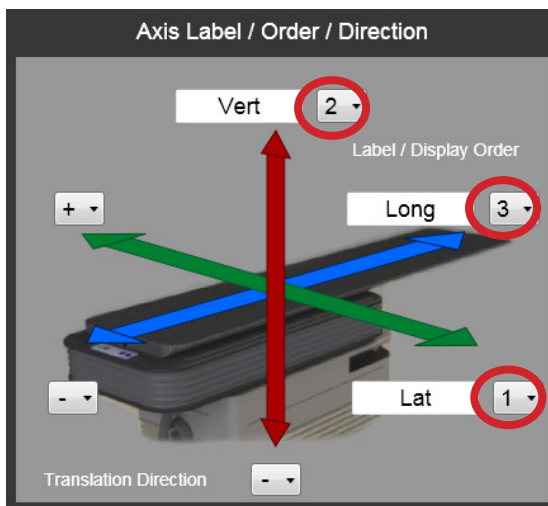 Axis Label / Order / Direction
Vert 2
Label / Display Order
+
Long 3
-
Lat 1
Translation Direction -